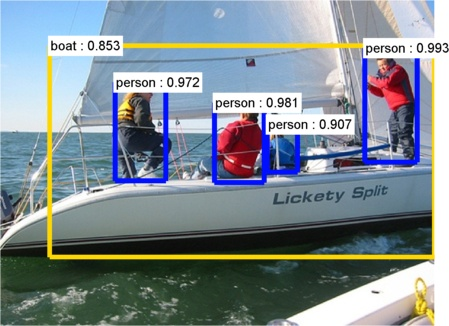 boat : 0.853
person : 0.993
person : 0.972
person : 0.981
person : 0.907
Lickety Split